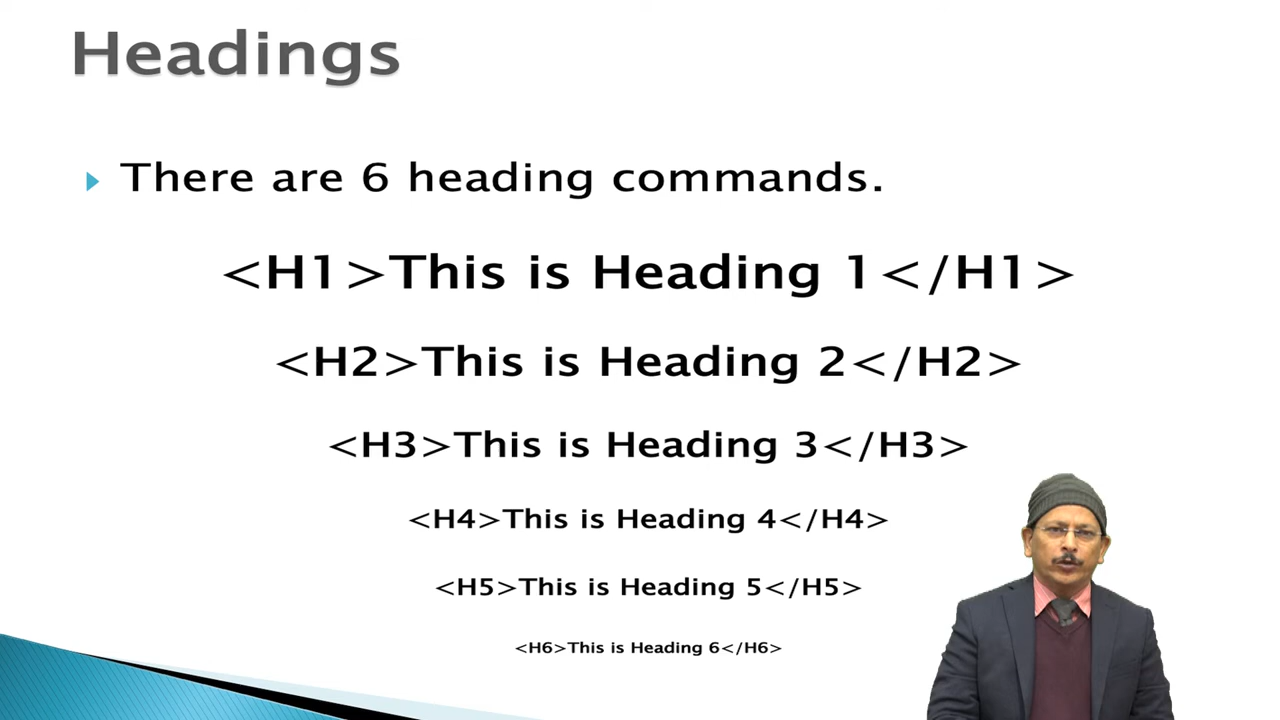 Headings
There are 6 heading commands.
<H1>This is Heading 1</H1>
<H2>This is Heading 2</H2>
<H3>This is Heading 3</H3>
<H4>This is Heading 4</H4>
<H5>This is Heading 5</H5>
<H6>This is Heading 6</H6>